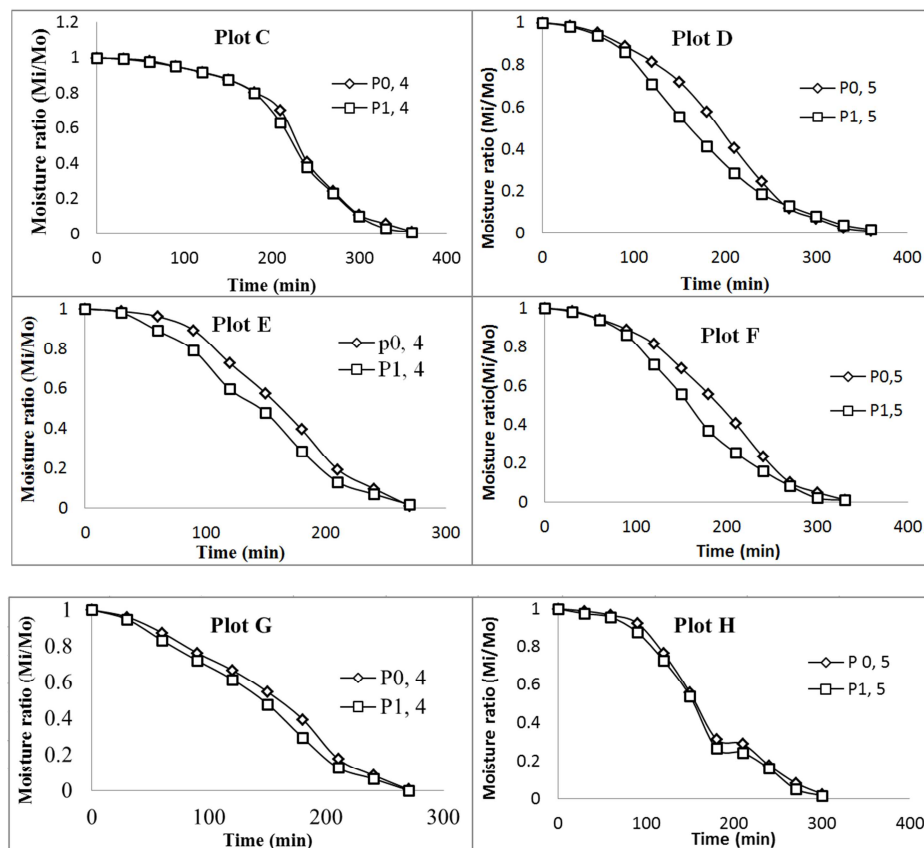 Plot C
Moisture ratio (Mi/Mo)
1.2
1
0.8
0.6
0.4
0.2
0
P0, 4
P1, 4
0 100 200 300 400
Time (min)
Plot D
Moisture ratio (Mi/Mo)
1
0.8
0.6
0.4
0.2
0
P0, 5
P1, 5
0 100 200 300 400
Time (min)
Plot E
Moisture ratio (Mi/Mo)
1
0.8
0.6
0.4
0.2
0
p0, 4
P1, 4
0 100 200 300
Time (min)
Plot F
Moisture ratio(Mi/Mo)
1
0.8
0.6
0.4
0.2
0
P0,5
P1,5
0 100 200 300 400
Time (min)
Plot G
Moisture ratio (Mi/Mo)
1
0.8
0.6
0.4
0.2
0
P0, 4
P1, 4
0 100 200 300
Time (min)
Plot H
Moisture ratio (Mi/Mo)
1
0.8
0.6
0.4
0.2
0
P 0, 5
P1, 5
0 100 200 300 400
Time (min)